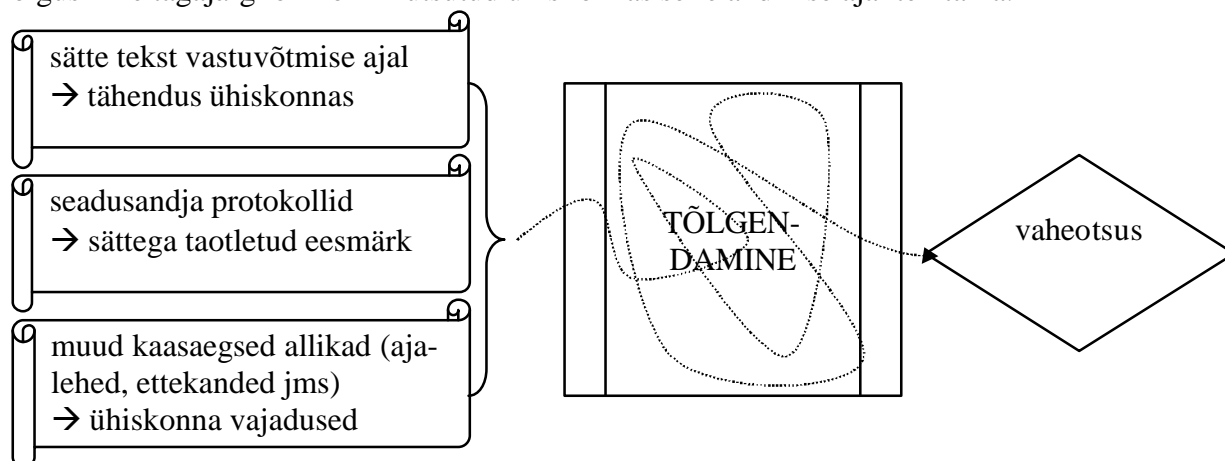 sätte tekst vastuvõtmise ajal
→ tähendus ühiskonnas
seadusandja protokollid
→ sättega taotletud eesmärk
muud kaasaegsed allikad (aja-
lehed, ettekanded jms)
→ ühiskonna vajadused
TÕLGEN-
DAMINE
vaheotsus